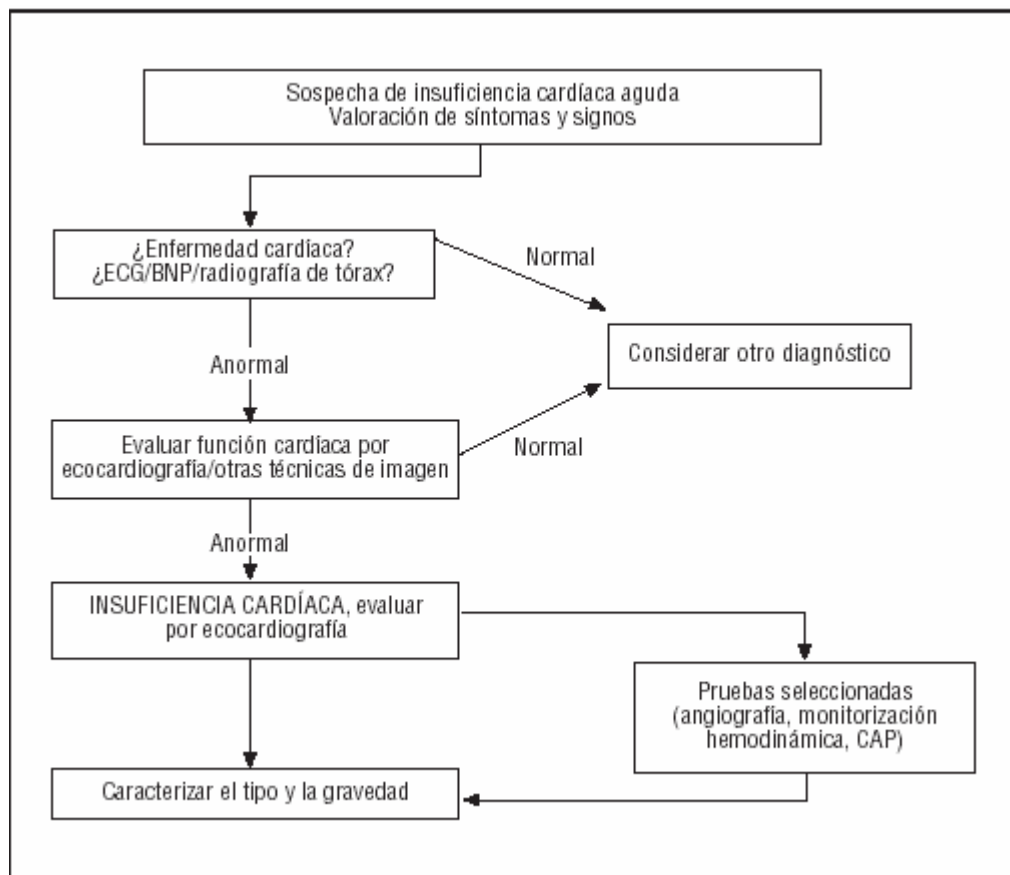 Sospecha de insuficiencia cardíaca aguda
Valoración de síntomas y signos
¿Enfermedad cardíaca?
¿ECG/BNP/radiografía de tórax?
Normal
Considerar otro diagnóstico
Anormal
Evaluar función cardiaca por
ecocardiografía/otras técnicas de imagen
Normal
Anormal
INSUFICIENCIA CARDÍACA, evaluar
por ecocardiografía
Pruebas seleccionadas
(angiografía, monitorización
hemodinámica, CAP)
Caracterizar el tipo y la gravedad